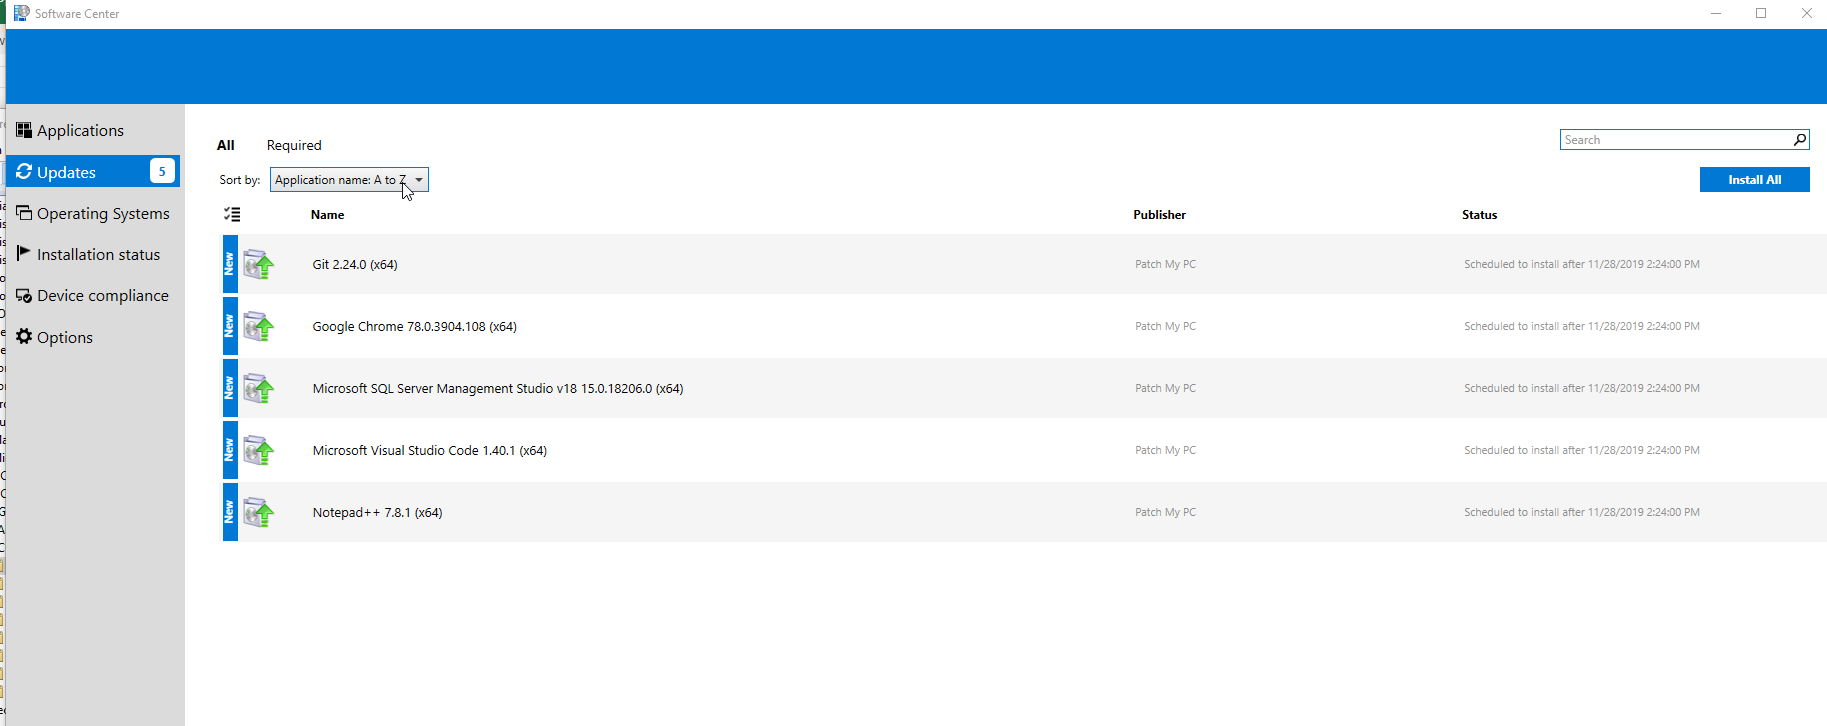 Software Center
Applications
Updates 5
Operating Systems
Installation status
Device compliance
Options
All Required
Search
Sort by: Application name: A to Z
Install All
Name Publisher Status
New Git 2.24.0 (x64) Patch My PC Scheduled to install after 11/28/2019 2:24:00 PM
New Google Chrome 78.0.3904.108 (x64) Patch My PC Scheduled to install after 11/28/2019 2:24:00 PM
New Microsoft SQL Server Management Studio v18 15.0.18206.0 (x64) Patch My PC Scheduled to install after 11/28/2019 2:24:00 PM
New Microsoft Visual Studio Code 1.40.1 (x64) Patch My PC Scheduled to install after 11/28/2019 2:24:00 PM
New Notepad++ 7.8.1 (x64) Patch My PC Scheduled to install after 11/28/2019 2:24:00 PM